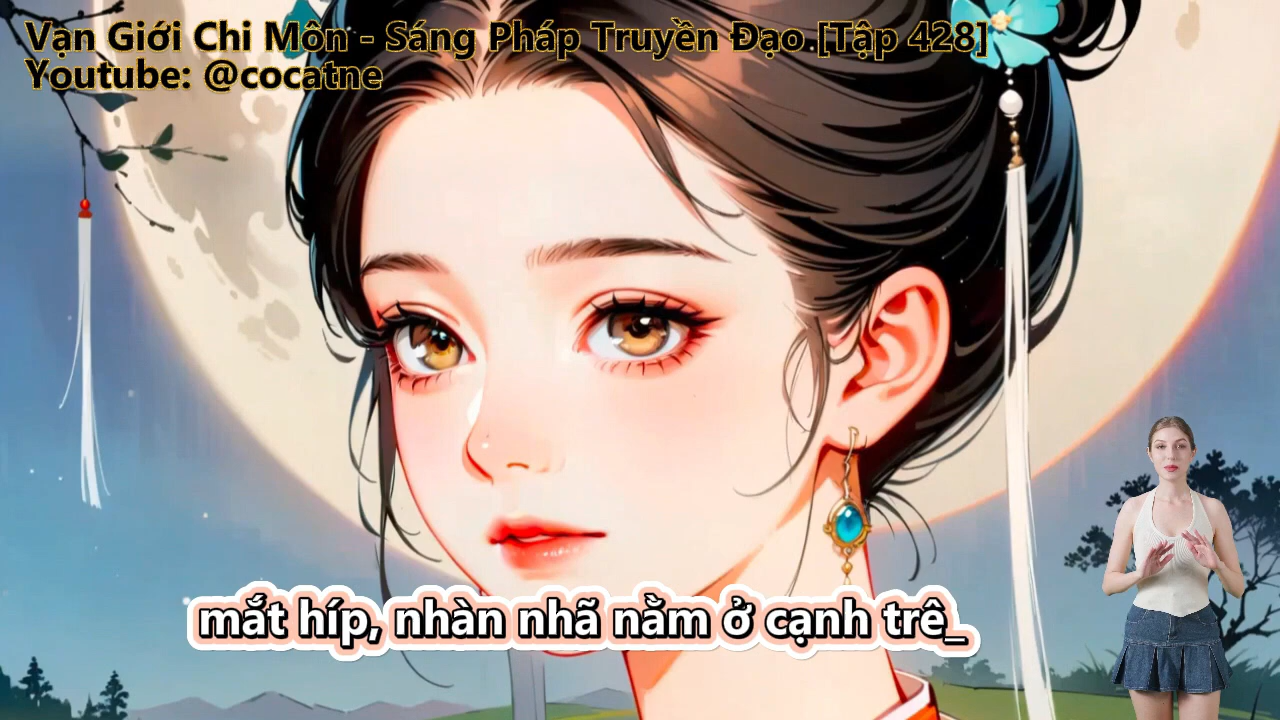 Vạn Giới Chi Môn - Sáng Pháp Truyền Đạo [Tập 428]
Youtube: @cocatne
mắt híp, nhàn nhã nằm ở cạnh trê_